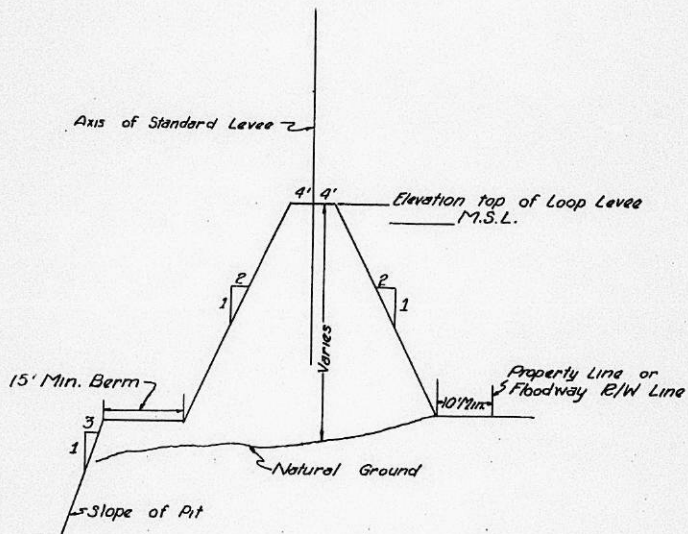 Axis of Standard Levee
4' 4'
Elevation top of Loop Levee
M.S.L.
2
1
2
1
Varies
15' Min. Berm
10' Min.
Property Line or
Floodway R/W Line
3
1
Natural Ground
Slope of Pit